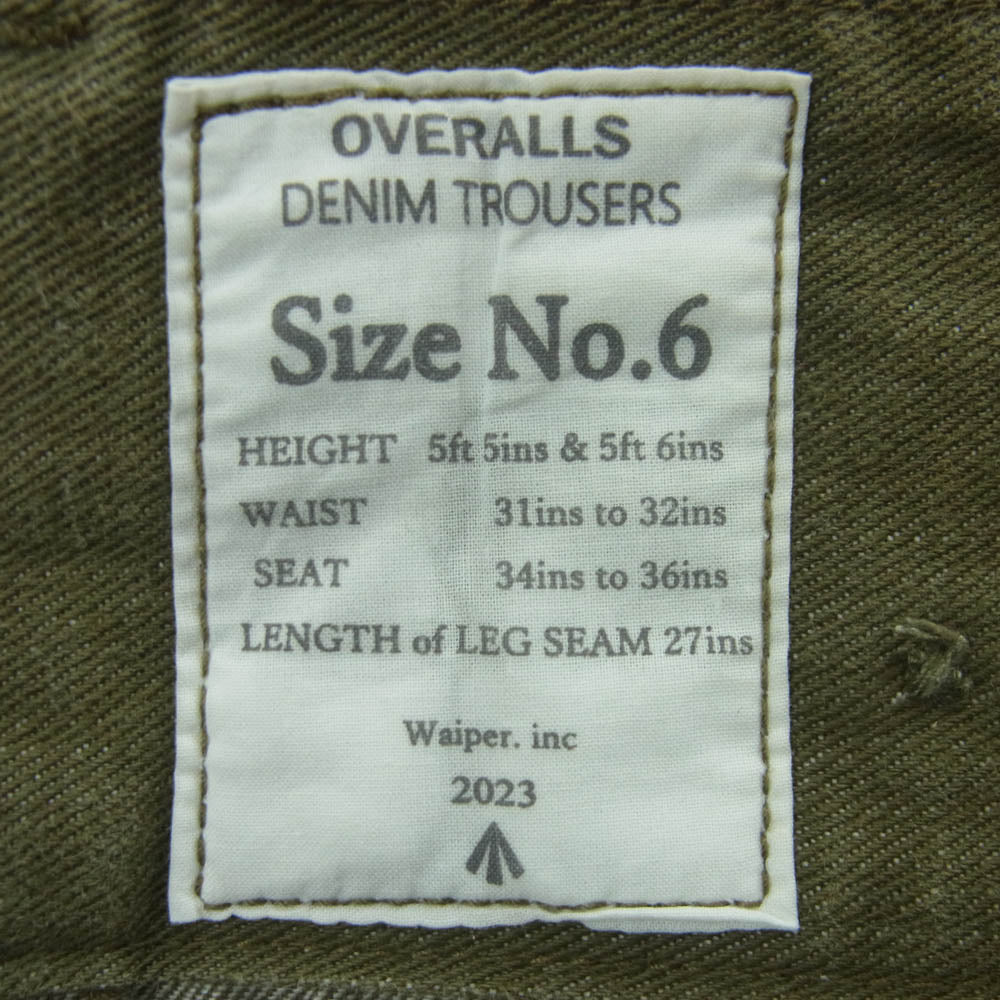 OVERALLS
DENIM TROUSERS
Size No.6
HEIGHT 5ft 5ins & 5ft 6ins
WAIST 31ins to 32ins
SEAT 34ins to 36ins
LENGTH of LEG SEAM 27ins
Waiper. inc
2023